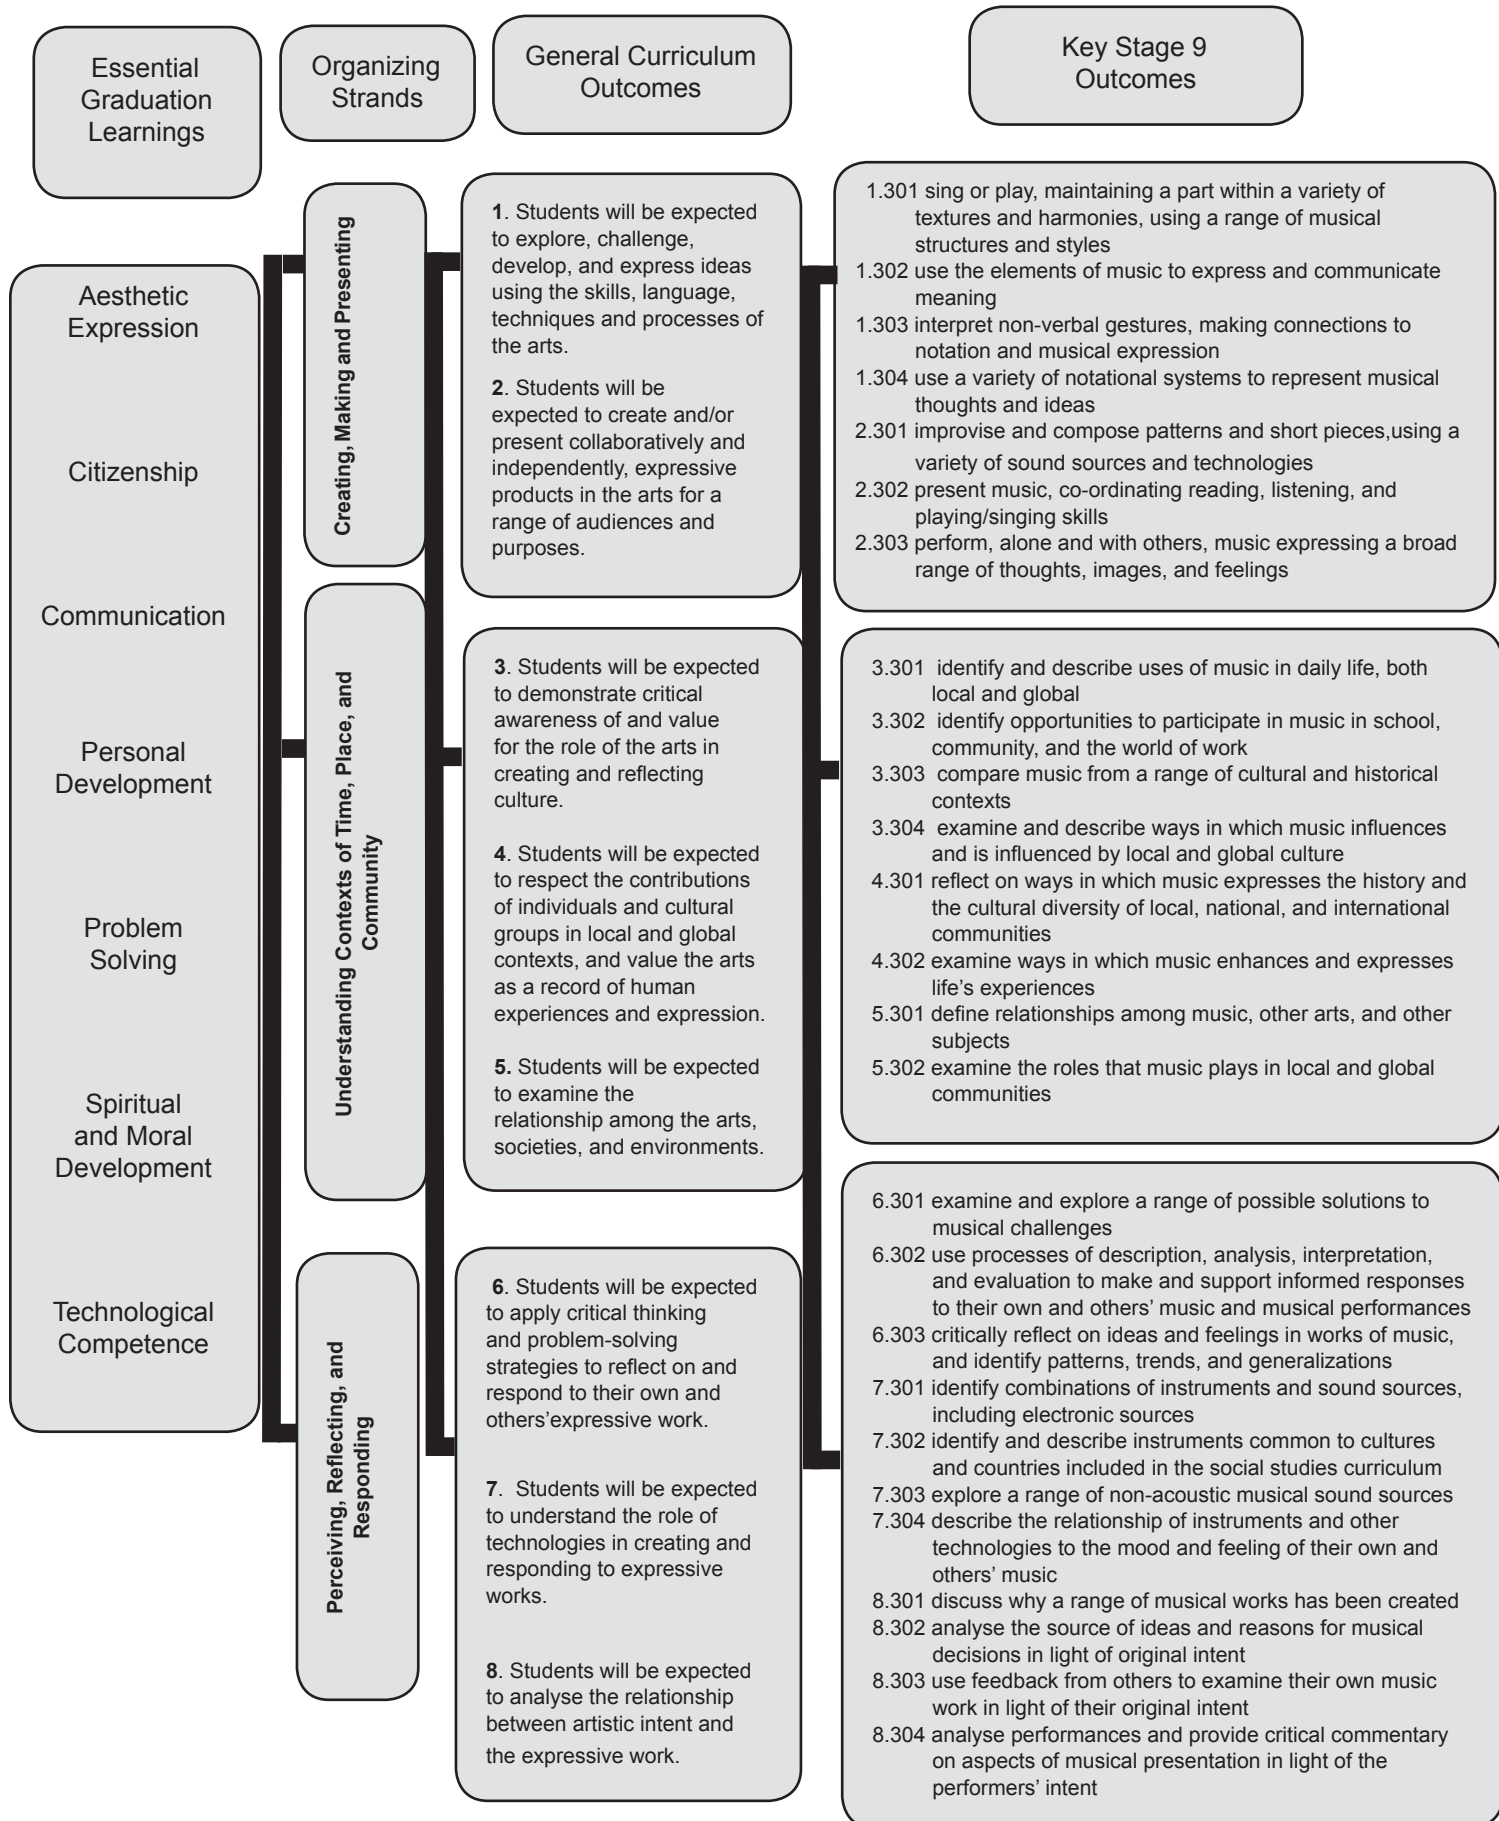 Essential
Graduation
Learnings
Organizing
Strands
General Curriculum
Outcomes
Key Stage 9
Outcomes
Aesthetic
Expression
Citizenship
Communication
Personal
Development
Problem
Solving
Spiritual
and Moral
Development
Technological
Competence
Creating, Making and Presenting
Understanding Contexts of Time, Place, and
Community
Perceiving, Reflecting, and
Responding
1. Students will be expected
to explore, challenge,
develop, and express ideas
using the skills, language,
techniques and processes of
the arts.
2. Students will be
expected to create and/or
present collaboratively and
independently, expressive
products in the arts for a
range of audiences and
purposes.
3. Students will be expected
to demonstrate critical
awareness of and value
for the role of the arts in
creating and reflecting
culture.
4. Students will be expected
to respect the contributions
of individuals and cultural
groups in local and global
contexts, and value the arts
as a record of human
experiences and expression.
5. Students will be expected
to examine the
relationship among the arts,
societies, and environments.
6. Students will be expected
to apply critical thinking
and problem-solving
strategies to reflect on and
respond to their own and
others'expressive work.
7. Students will be expected
to understand the role of
technologies in creating and
responding to expressive
works.
8. Students will be expected
to analyse the relationship
between artistic intent and
the expressive work.
1.301 sing or play, maintaining a part within a variety of
textures and harmonies, using a range of musical
structures and styles
1.302 use the elements of music to express and communicate
meaning
1.303 interpret non-verbal gestures, making connections to
notation and musical expression
1.304 use a variety of notational systems to represent musical
thoughts and ideas
2.301 improvise and compose patterns and short pieces,using a
variety of sound sources and technologies
2.302 present music, co-ordinating reading, listening, and
playing/singing skills
2.303 perform, alone and with others, music expressing a broad
range of thoughts, images, and feelings
3.301 identify and describe uses of music in daily life, both
local and global
3.302 identify opportunities to participate in music in school,
community, and the world of work
3.303 compare music from a range of cultural and historical
contexts
3.304 examine and describe ways in which music influences
and is influenced by local and global culture
4.301 reflect on ways in which music expresses the history and
the cultural diversity of local, national, and international
communities
4.302 examine ways in which music enhances and expresses
life's experiences
5.301 define relationships among music, other arts, and other
subjects
5.302 examine the roles that music plays in local and global
communities
6.301 examine and explore a range of possible solutions to
musical challenges
6.302 use processes of description, analysis, interpretation,
and evaluation to make and support informed responses
to their own and others' music and musical performances
6.303 critically reflect on ideas and feelings in works of music,
and identify patterns, trends, and generalizations
7.301 identify combinations of instruments and sound sources,
including electronic sources
7.302 identify and describe instruments common to cultures
and countries included in the social studies curriculum
7.303 explore a range of non-acoustic musical sound sources
7.304 describe the relationship of instruments and other
technologies to the mood and feeling of their own and
others' music
8.301 discuss why a range of musical works has been created
8.302 analyse the source of ideas and reasons for musical
decisions in light of original intent
8.303 use feedback from others to examine their own music
work in light of their original intent
8.304 analyse performances and provide critical commentary
on aspects of musical presentation in light of the
performers' intent